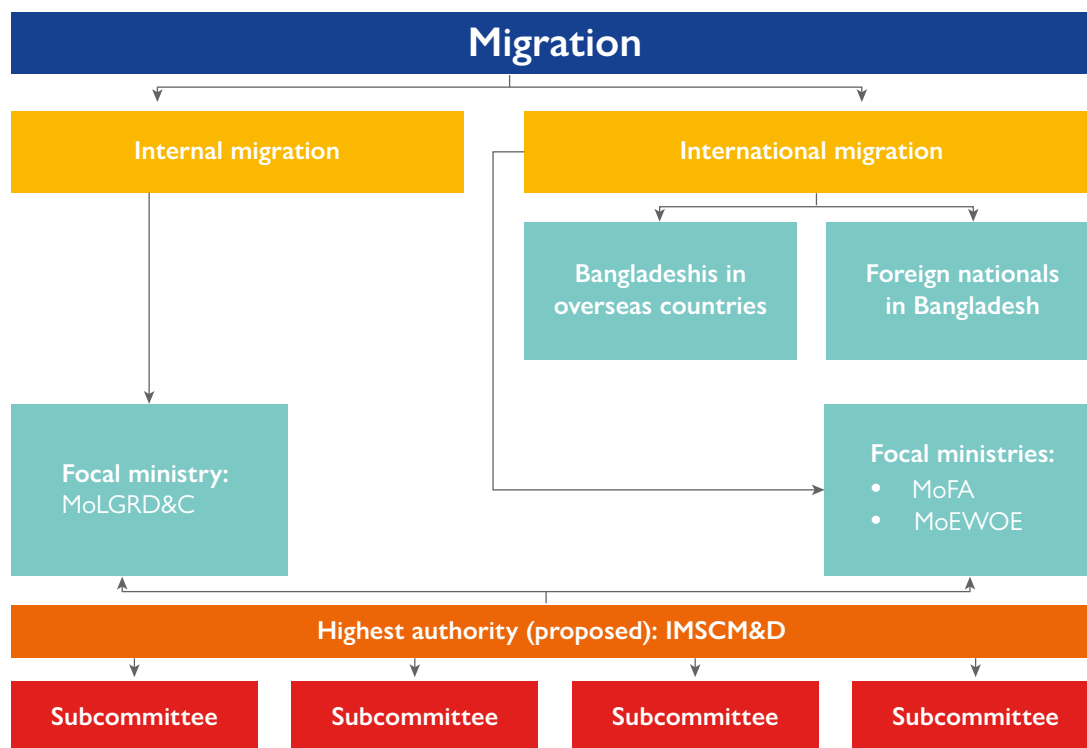 Migration
Internal migration
International migration
Bangladeshis in
overseas countries
Foreign nationals
in Bangladesh
Focal ministry:
MoLGRD&C
Focal ministries:
• MoFA
• MoEWOE
Highest authority (proposed): IMSCM&D
Subcommittee
Subcommittee
Subcommittee
Subcommittee